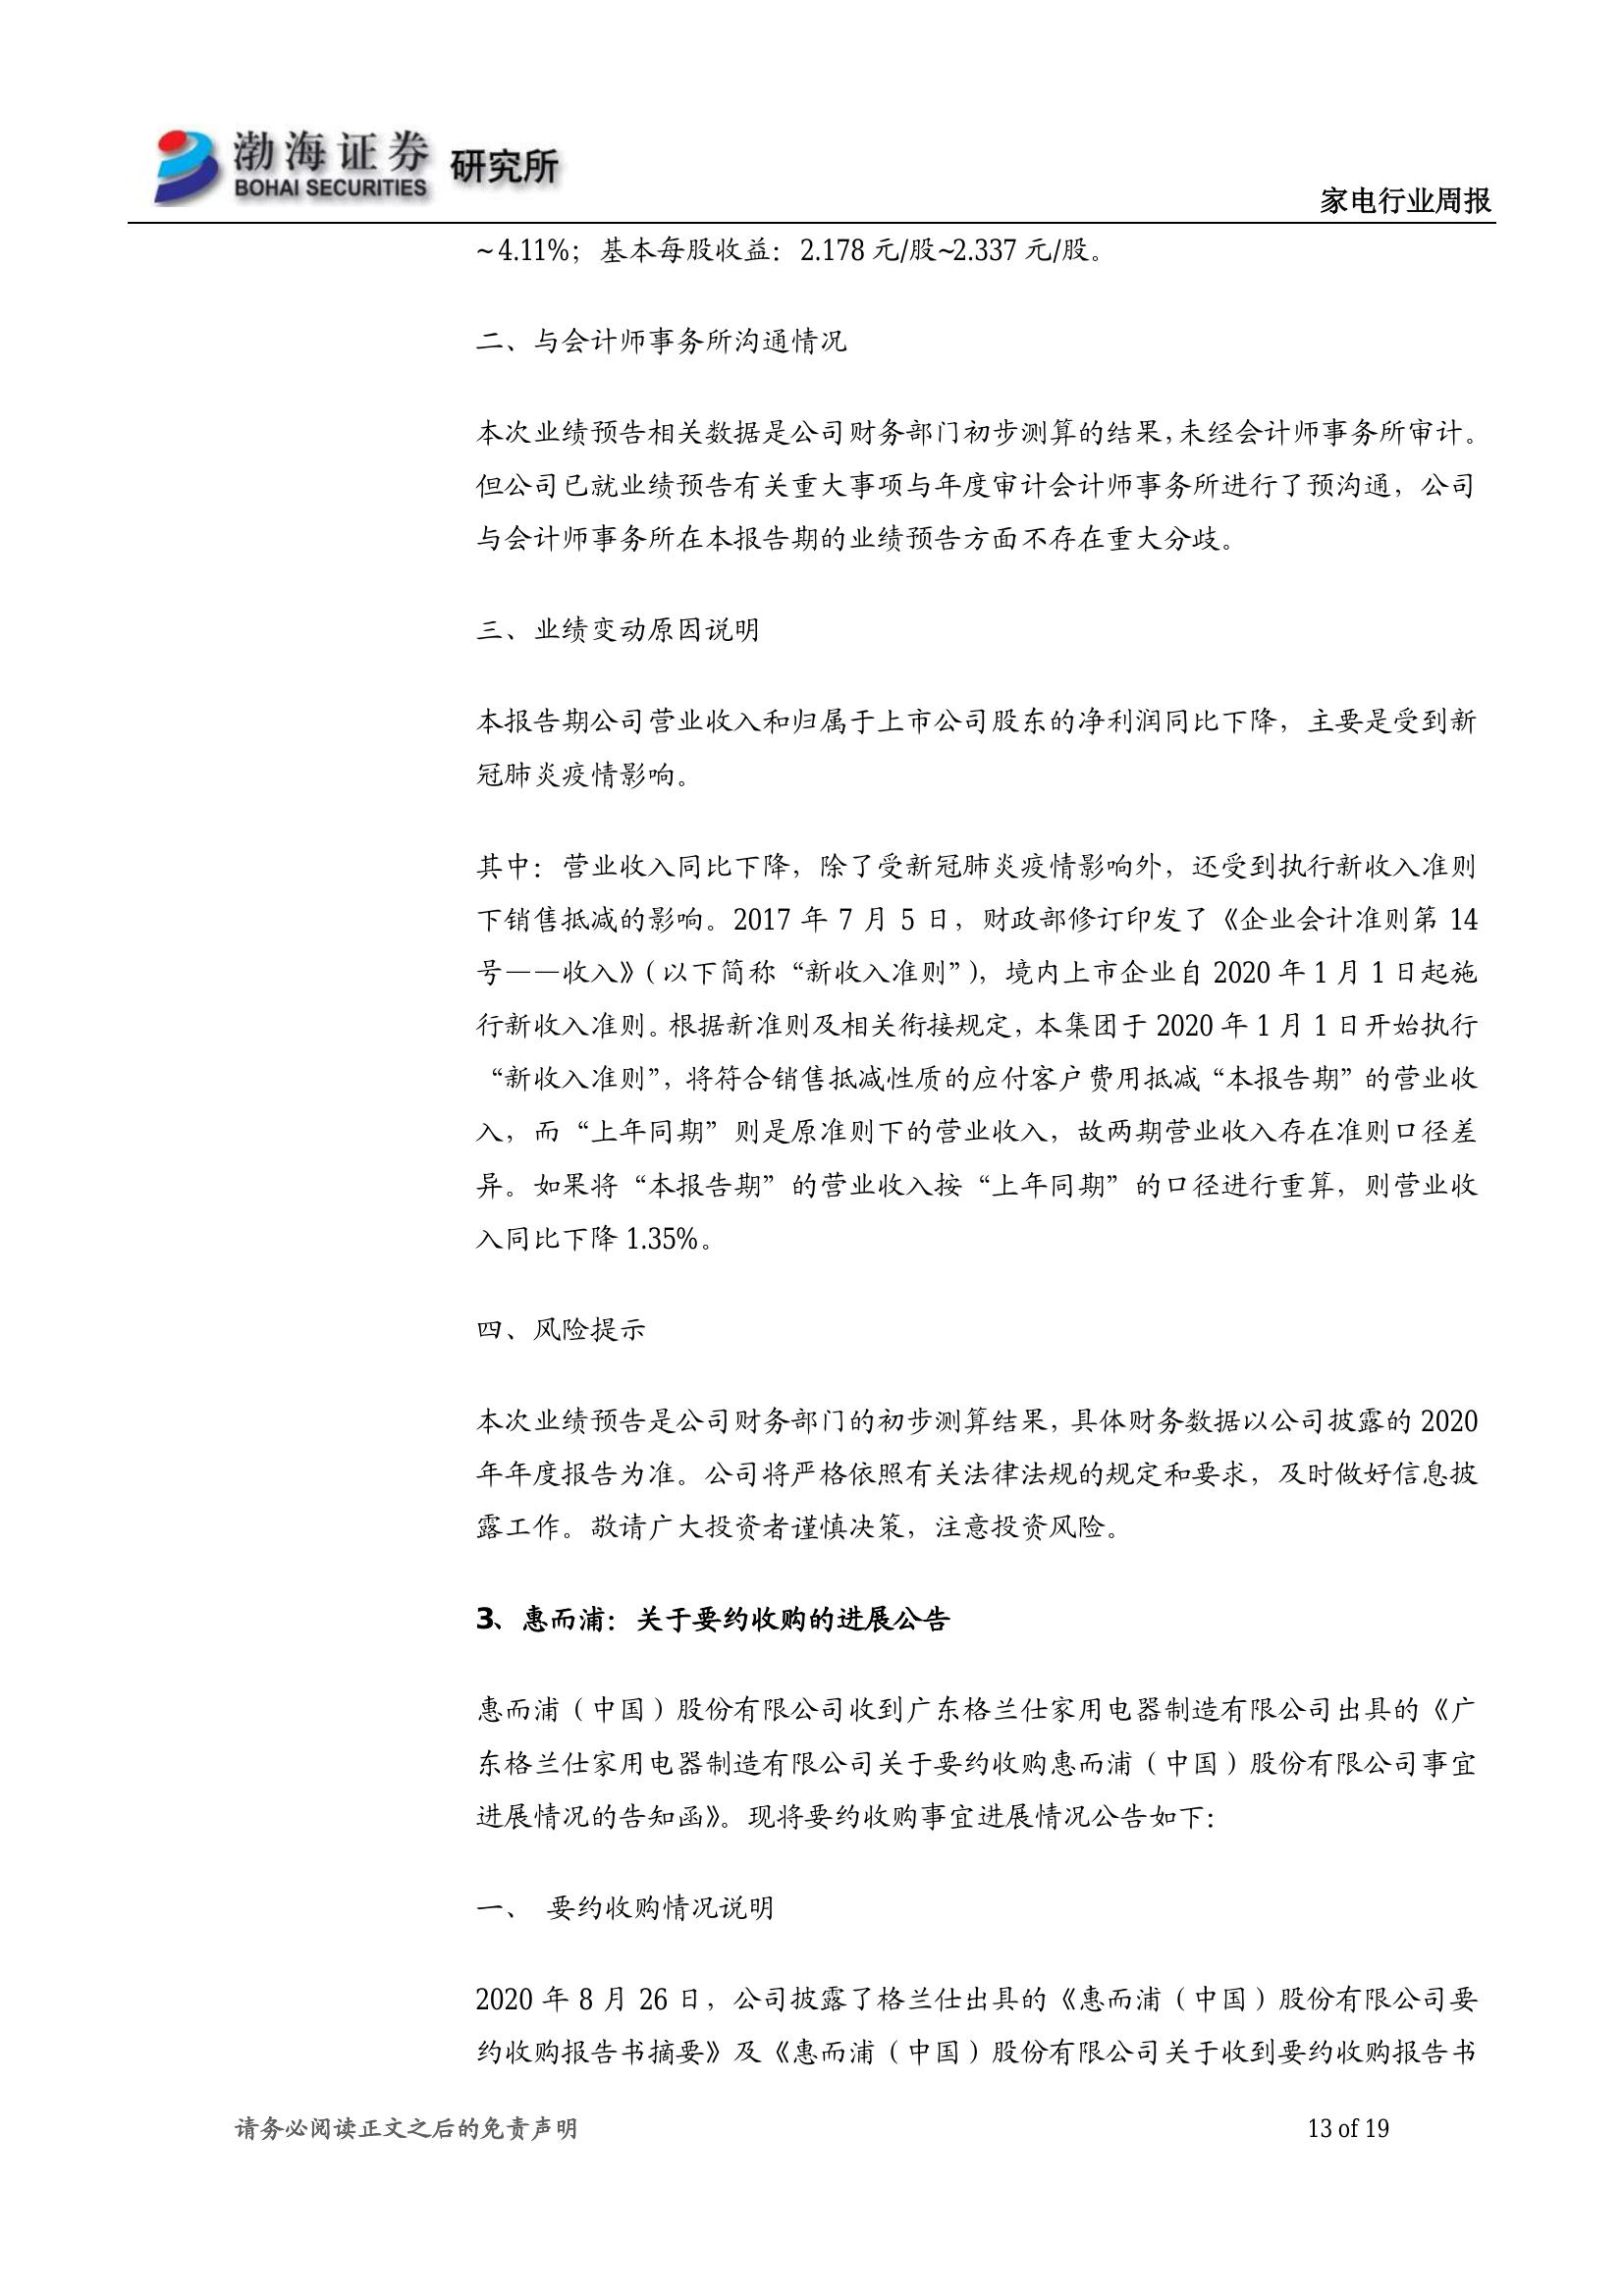 渤海证券 研究所
BOHAI SECURITIES
家电行业周报
~ 4.11%；基本每股收益：2.178 元/股~2.337 元/股。
二、与会计师事务所沟通情况
本次业绩预告相关数据是公司财务部门初步测算的结果，未经会计师事务所审计。
但公司已就业绩预告有关重大事项与年度审计会计师事务所进行了预沟通，公司
与会计师事务所在本报告期的业绩预告方面不存在重大分歧。
三、业绩变动原因说明
本报告期公司营业收入和归属于上市公司股东的净利润同比下降，主要是受到新
冠肺炎疫情影响。
其中：营业收入同比下降，除了受新冠肺炎疫情影响外，还受到执行新收入准则
下销售抵减的影响。2017 年 7 月 5 日，财政部修订印发了《企业会计准则第 14
号——收入》（以下简称“新收入准则”），境内上市企业自 2020 年 1 月 1 日起施
行新收入准则。根据新准则及相关衔接规定，本集团于 2020 年 1 月 1 日开始执行
“新收入准则”，将符合销售抵减性质的应付客户费用抵减“本报告期”的营业收
入，而“上年同期”则是原准则下的营业收入，故两期营业收入存在准则口径差
异。如果将“本报告期”的营业收入按“上年同期”的口径进行重算，则营业收
入同比下降 1.35%。
四、风险提示
本次业绩预告是公司财务部门的初步测算结果，具体财务数据以公司披露的 2020
年年度报告为准。公司将严格依照有关法律法规的规定和要求，及时做好信息披
露工作。敬请广大投资者谨慎决策，注意投资风险。
3、惠而浦：关于要约收购的进展公告
惠而浦（中国）股份有限公司收到广东格兰仕家用电器制造有限公司出具的《广
东格兰仕家用电器制造有限公司关于要约收购惠而浦（中国）股份有限公司事宜
进展情况的告知函》。现将要约收购事宜进展情况公告如下：
一、 要约收购情况说明
2020 年 8 月 26 日，公司披露了格兰仕出具的《惠而浦（中国）股份有限公司要
约收购报告书摘要》及《惠而浦（中国）股份有限公司关于收到要约收购报告书
请务必阅读正文之后的免责声明
13 of 19